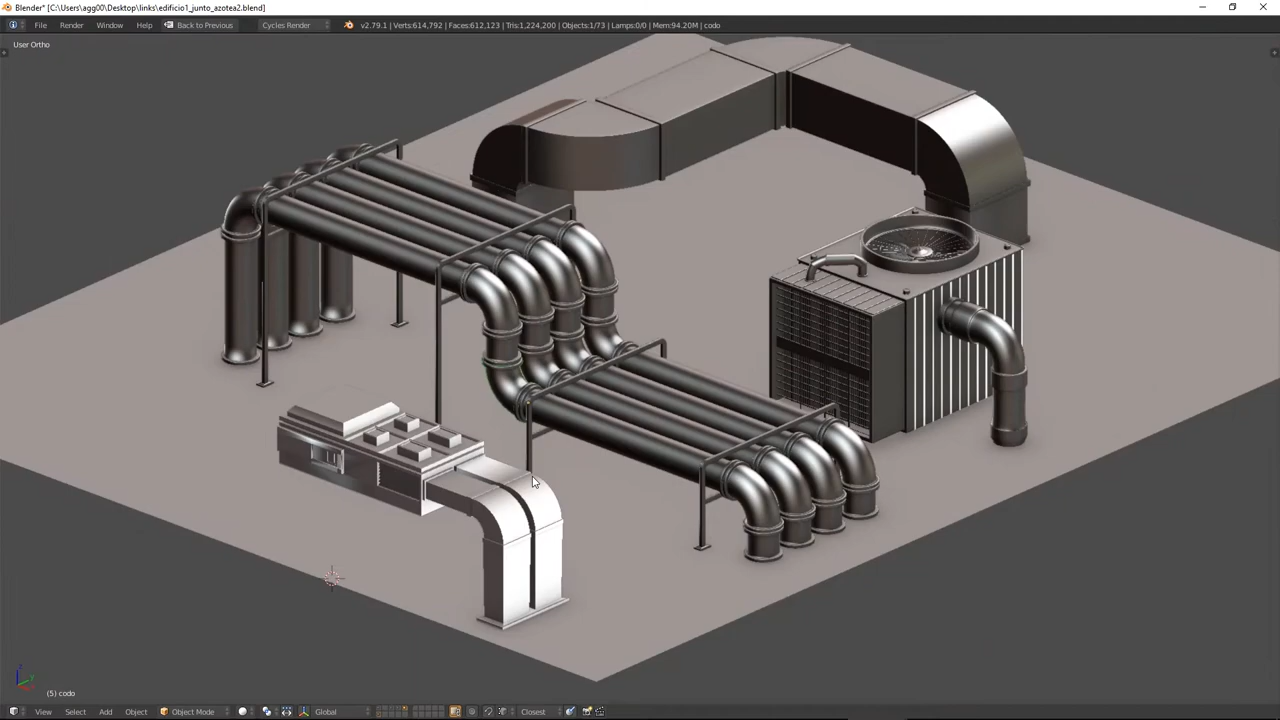 Blender* [C:\Users\agg00\Desktop\links\edificio1_junto_azotea2.blend]
File Render Window Help Back to Previous Cycles Render v2.79.1 | Verts:614,792 | Faces:612,123 | Tris:1,224,200 | Objects:1/73 | Lamps:0/0 | Mem:94.20M | codo
User Ortho
(5) codo
View Select Add Object Object Mode Global Closest